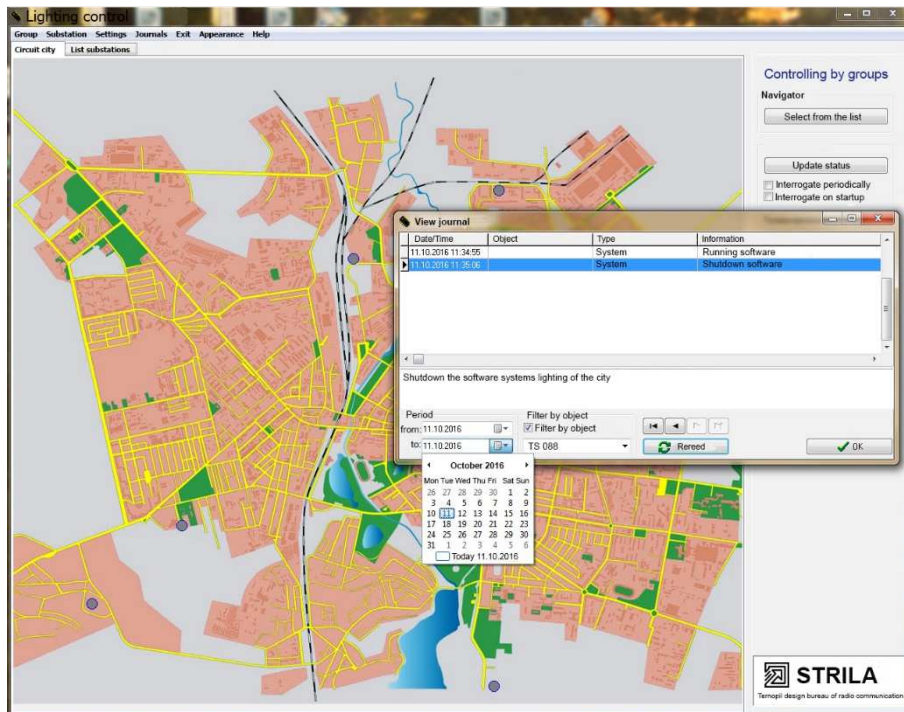 Lighting control
Group Substation Settings Journals Exit Appearance Help
Circuit city List substations
Controlling by groups
Navigator
Select from the list
Update status
Interrogate periodically
Interrogate on startup
View journal
Date/Time Object Type Information
11.10.2016 11:34:55 System Running software
11.10.2016 11:35:06 System Shutdown software
Shutdown the software systems lighting of the city
Period Filter by object
from: 11.10.2016 Filter by object
to: 11.10.2016 TS 088 Rereed OK
October 2016
Mon Tue Wed Thu Fri Sat Sun
26 27 28 29 30 1 2
3 4 5 6 7 8 9
10 11 12 13 14 15 16
17 18 19 20 21 22 23
24 25 26 27 28 29 30
31 1 2 3 4 5 6
Today 11.10.2016
STRILA
Ternopil design bureau of radio communication